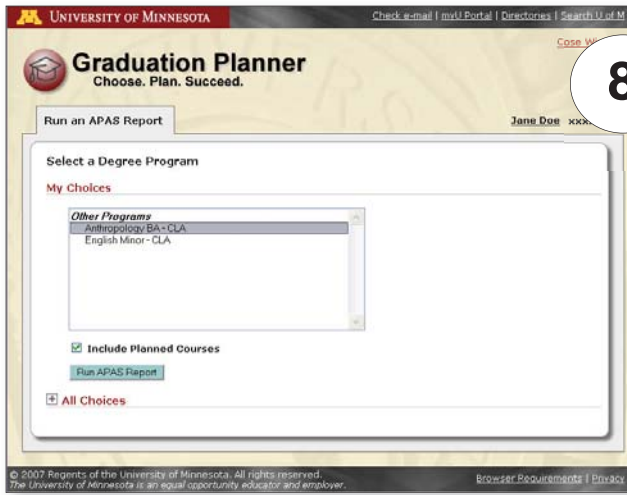 M UNIVERSITY OF MINNESOTA
Check e-mail | myU Portal | Directories | Search U of M
Cose W
8
Graduation Planner
Choose. Plan. Succeed.
Run an APAS Report
Jane Doe xxx
Select a Degree Program
My Choices
Other Programs
Anthropology BA - CLA
English Minor - CLA
Include Planned Courses
Run APAS Report
All Choices
© 2007 Regents of the University of Minnesota. All rights reserved.
The University of Minnesota is an equal opportunity educator and employer.
Browser Requirements | Privacy